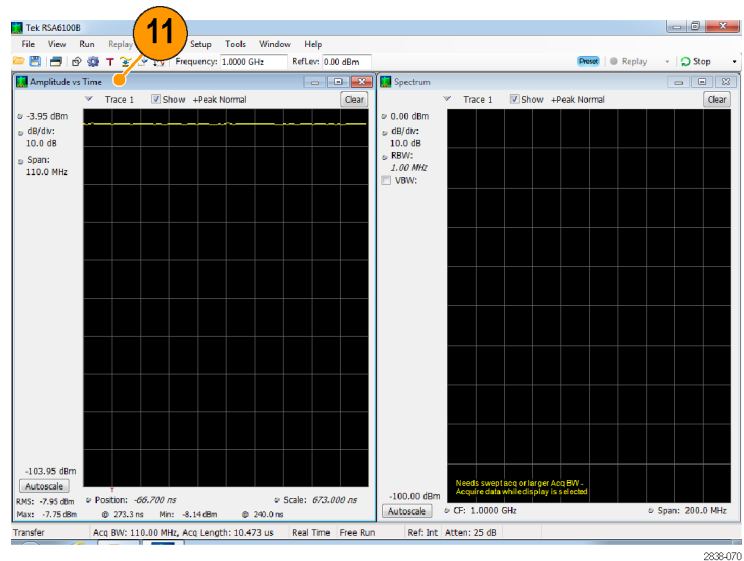 Tek RSA6100B
11
File View Run Replay Setup Tools Window Help
Frequency: 1.0000 GHz RefLev: 0.00 dBm Preset Replay Stop
Amplitude vs Time
Trace 1 Show +Peak Normal Clear
-3.95 dBm
dB/div:
10.0 dB
Span:
110.0 MHz
-103.95 dBm
Autoscale
RMS: -7.95 dBm Position: -66.700 ns Scale: 673.000 ns
Max: -7.75 dBm @ 273.3 ns Min: -8.14 dBm @ 240.0 ns
Spectrum
Trace 1 Show +Peak Normal Clear
0.00 dBm
dB/div:
10.0 dB
RBW:
1.00 MHz
VBW:
Needs swept acq or larger Acq BW -
Acquire data while display is selected
-100.00 dBm
Autoscale CF: 1.0000 GHz Span: 200.0 MHz
Transfer Acq BW: 110.00 MHz, Acq Length: 10.473 us Real Time Free Run Ref: Int Atten: 25 dB
2838-070